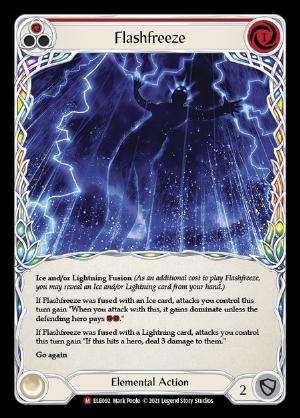 Flashfreeze
1
Ice and/or Lightning Fusion (As an additional cost to play Flashfreeze,
you may reveal an Ice and/or Lightning card from your hand.)
If Flashfreeze was fused with an Ice card, attacks you control this
turn gain "When you attack with this, it gains dominate unless the
defending hero pays
If Flashfreeze was fused with a Lightning card, attacks you control
this turn gain "If this hits a hero, deal 3 damage to them."
Go again
Elemental Action
2
M ELE092 Mark Poole © 2021 Legend Story Studios